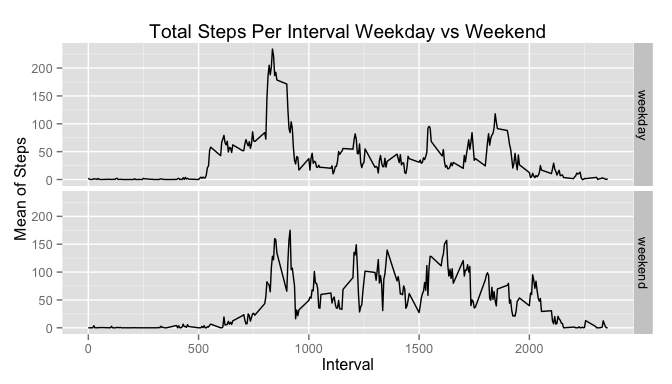 Total Steps Per Interval Weekday vs Weekend
200
150
100
50
0
weekday
Mean of Steps
200
150
100
50
0
weekend
0 500 1000 1500 2000
Interval